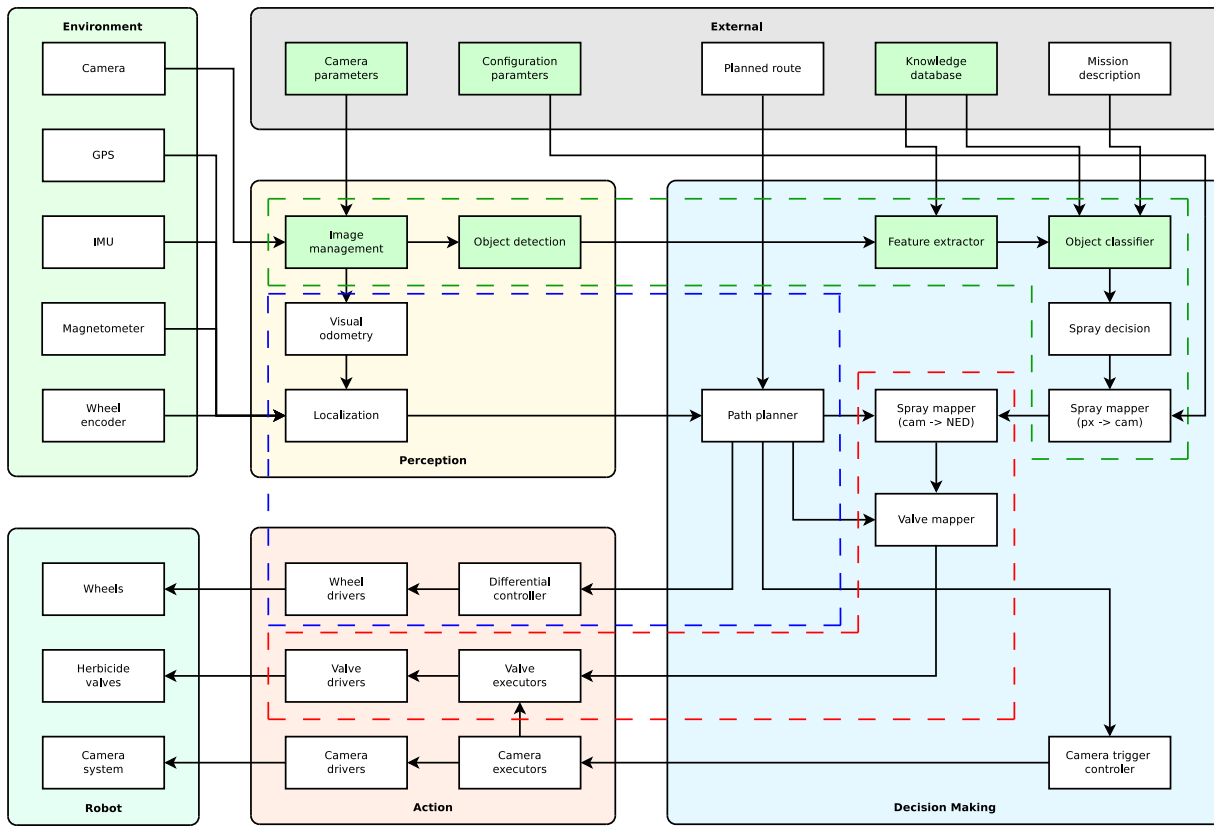 Environment
Camera
GPS
IMU
Magnetometer
Wheel
encoder
External
Camera
parameters
Configuration
paramters
Planned route
Knowledge
database
Mission
description
Image
management
Object detection
Visual
odometry
Localization
Perception
Feature extractor
Object classifier
Spray decision
Path planner
Spray mapper
(cam -> NED)
Spray mapper
(px -> cam)
Valve mapper
Camera trigger
controler
Decision Making
Wheels
Herbicide
valves
Camera
system
Robot
Wheel
drivers
Differential
controller
Valve
drivers
Valve
executors
Camera
drivers
Camera
executors
Action